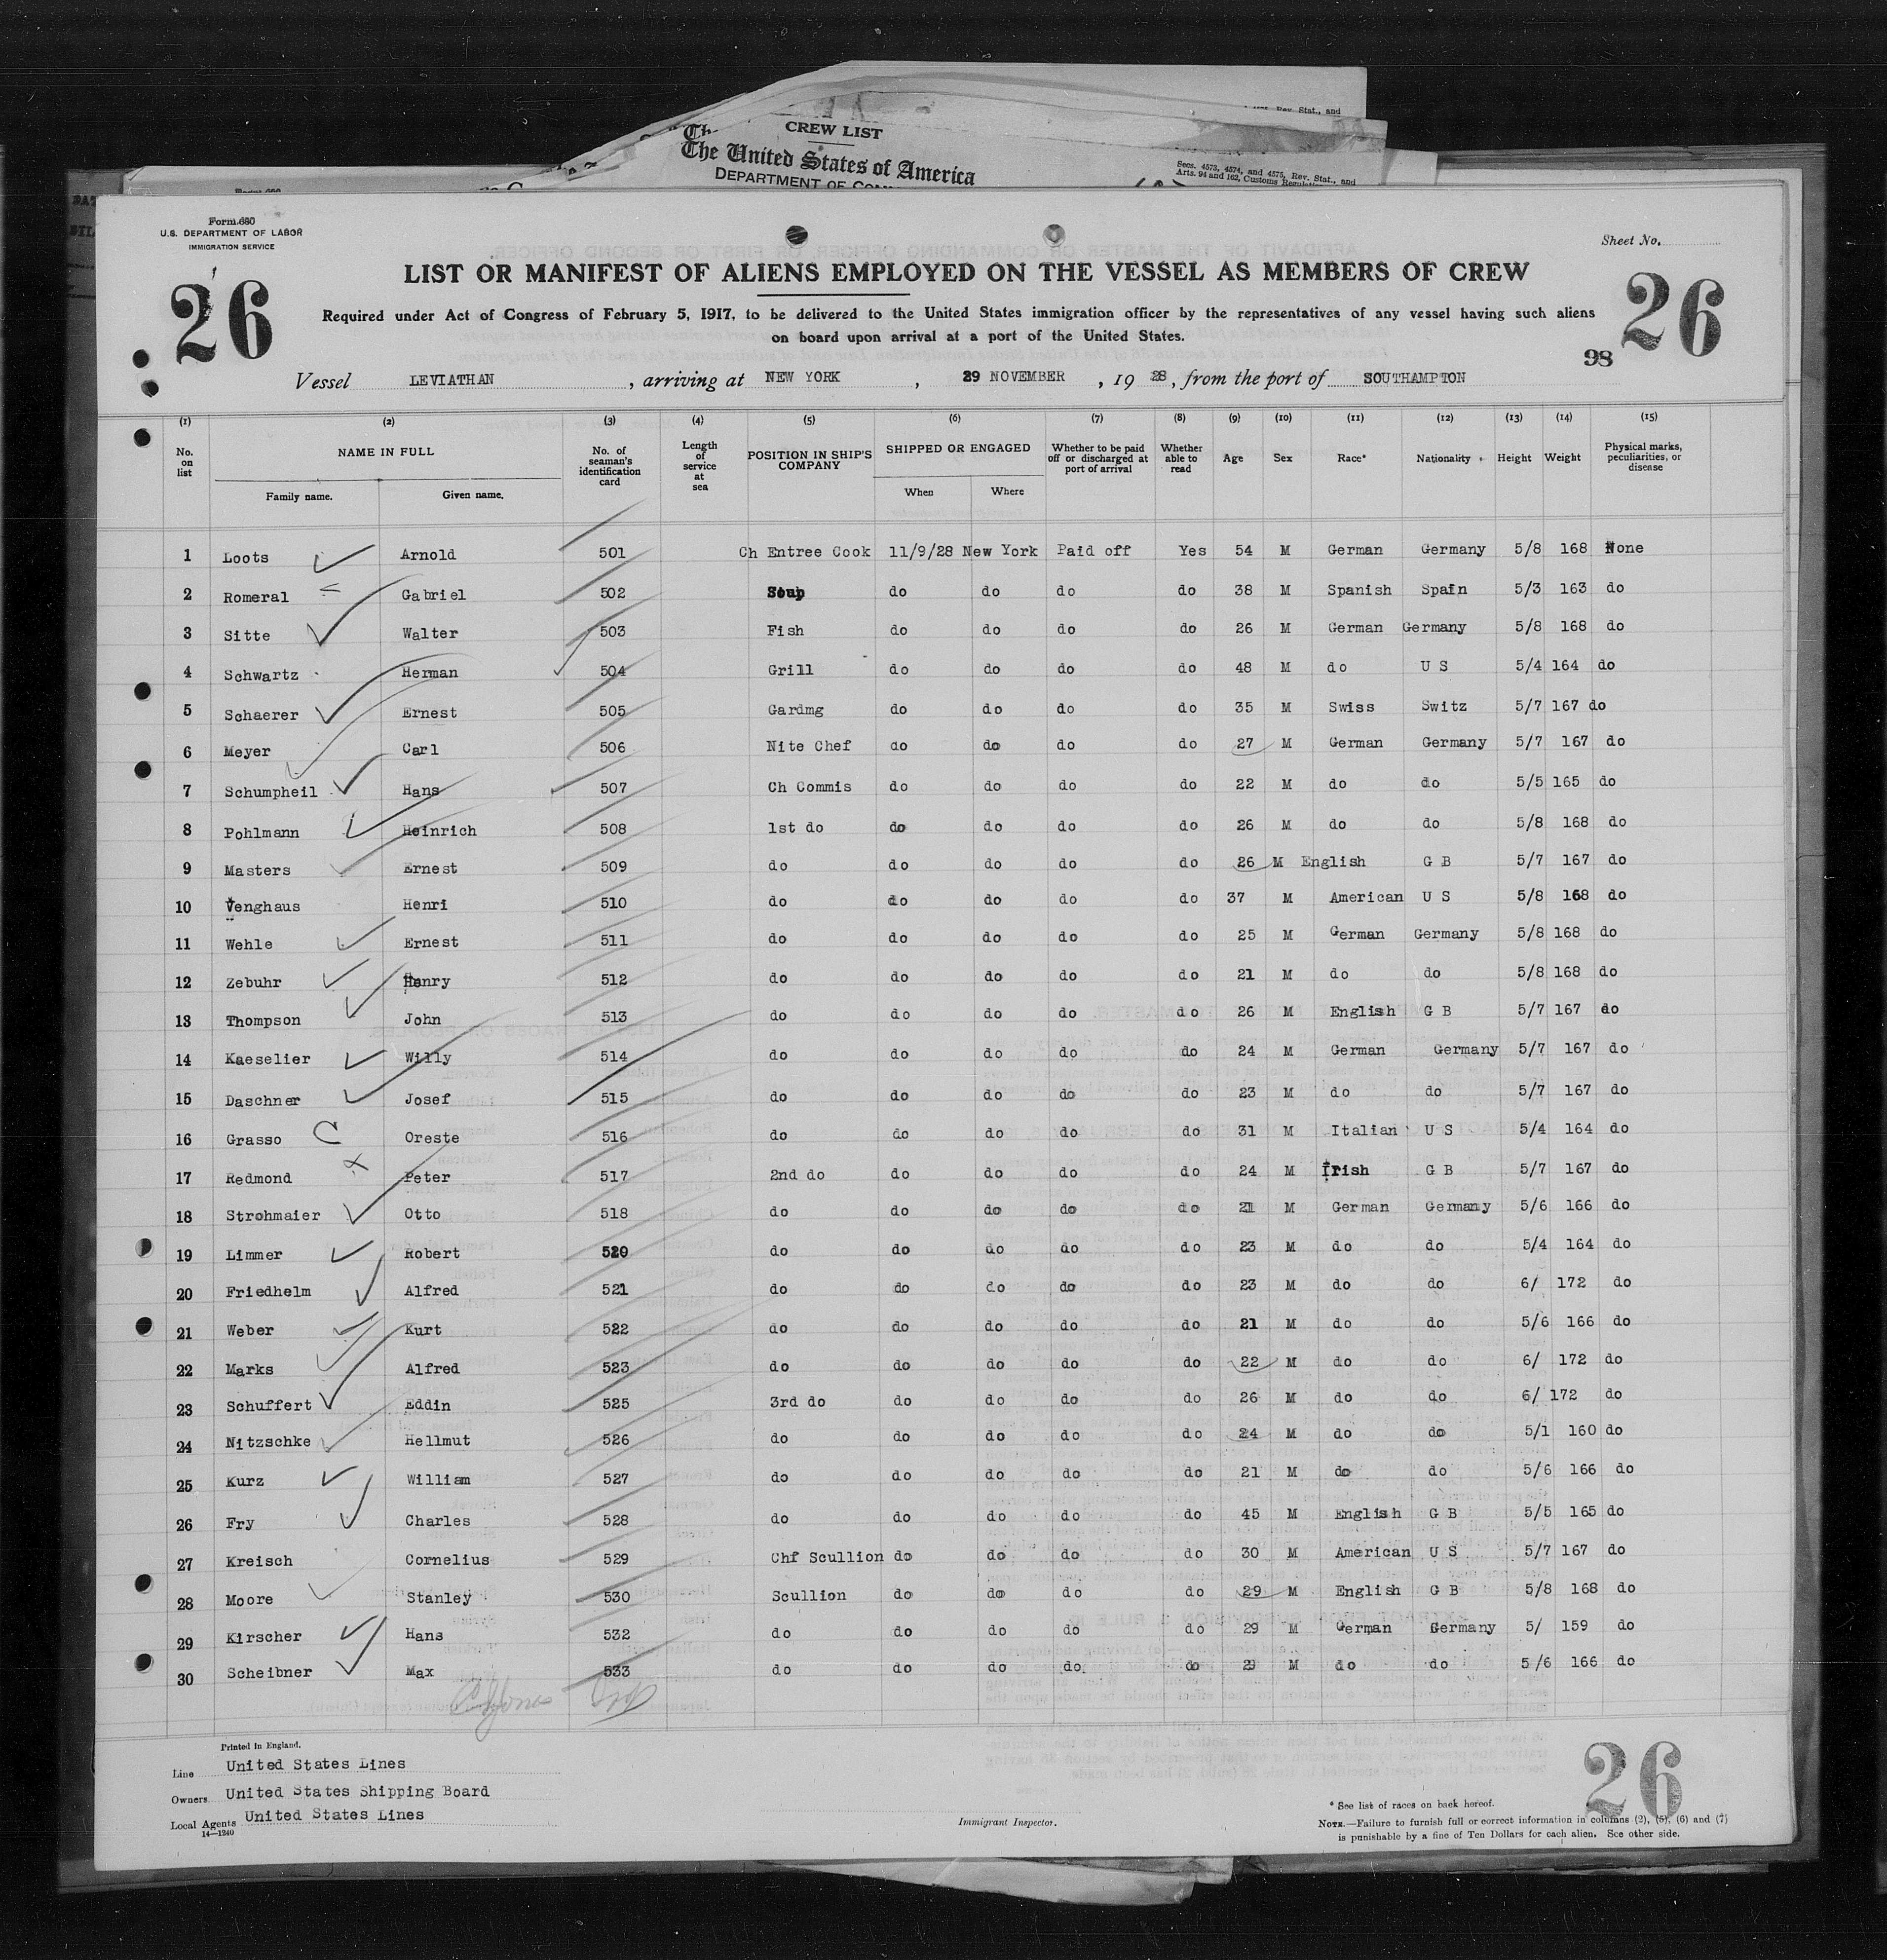 CREW LIST
The United States of America
DEPARTMENT OF
Rev. Stat., and
Secs. 4573, 4574, and 4575, Rev. Stat., and
Arts. 94 and 162, Customs
Form 680
U.S. DEPARTMENT OF LABOR
IMMIGRATION SERVICE
Sheet No.
26
26
LIST OR MANIFEST OF ALIENS EMPLOYED ON THE VESSEL AS MEMBERS OF CREW
Required under Act of Congress of February 5, 1917, to be delivered to the United States immigration officer by the representatives of any vessel having such aliens
on board upon arrival at a port of the United States.
98
Vessel LEVIATHAN, arriving at NEW YORK, 29 NOVEMBER, 1928, from the port of SOUTHAMPTON
(1) (2) (3) (4) (5) (6) (7) (8) (9) (10) (11) (12) (13) (14) (15)
No. on list NAME IN FULL Family name. Given name. No. of seaman's identification card Length of service at sea POSITION IN SHIP'S COMPANY SHIPPED OR ENGAGED When Where Whether to be paid off or discharged at port of arrival Whether able to read Age Sex Race* Nationality Height Weight Physical marks, peculiarities, or disease
1 Loots Arnold 501 Ch Entree Cook 11/9/28 New York Paid off Yes 54 M German Germany 5/8 168 None
2 Romeral Gabriel 502 Soup do do do do 38 M Spanish Spain 5/3 163 do
3 Sitte Walter 503 Fish do do do do 26 M German Germany 5/8 168 do
4 Schwartz Herman 504 Grill do do do do 48 M do U S 5/4 164 do
5 Schaerer Ernest 505 Gardmg do do do do 35 M Swiss Switz 5/7 167 do
6 Meyer Carl 506 Nite Chef do do do do 27 M German Germany 5/7 167 do
7 Schumpheil Hans 507 Ch Commis do do do do 22 M do do 5/5 165 do
8 Pohlmann Heinrich 508 1st do do do do do 26 M do do 5/8 168 do
9 Masters Ernest 509 do do do do do 26 M English G B 5/7 167 do
10 Venghaus Henri 510 do do do do do 37 M American U S 5/8 168 do
11 Wehle Ernest 511 do do do do do 25 M German Germany 5/8 168 do
12 Zebuhr Henry 512 do do do do do 21 M do do 5/8 168 do
13 Thompson John 513 do do do do do 26 M English G B 5/7 167 do
14 Kaeselier Willy 514 do do do do do 24 M German Germany 5/7 167 do
15 Daschner Josef 515 do do do do do 23 M do do 5/7 167 do
16 Grasso C Oreste 516 do do do do do 31 M Italian U S 5/4 164 do
17 Redmond Peter 517 2nd do do do do do 24 M Irish G B 5/7 167 do
18 Strohmaier Otto 518 do do do do do 21 M German Germany 5/6 166 do
19 Limmer Robert 520 do do do do do 23 M do do 5/4 164 do
20 Friedhelm Alfred 521 do do do do do 23 M do do 6/ 172 do
21 Weber Kurt 522 do do do do do 21 M do do 5/6 166 do
22 Marks Alfred 523 do do do do do 22 M do do 6/ 172 do
23 Schuffert Eddin 525 3rd do do do do do 26 M do do 6/ 172 do
24 Nitzschke Hellmut 526 do do do do do 24 M do do 5/1 160 do
25 Kurz William 527 do do do do do 21 M do do 5/6 166 do
26 Fry Charles 528 do do do do do 45 M English G B 5/5 165 do
27 Kreisch Cornelius 529 Chf Scullion do do do do 30 M American U S 5/7 167 do
28 Moore Stanley 530 Scullion do do do do 29 M English G B 5/8 168 do
29 Kirscher Hans 532 do do do do do 29 M German Germany 5/ 159 do
30 Scheibner Max 533 do do do do do 29 M do do 5/6 166 do
Printed in England.
Line United States Lines
Owners United States Shipping Board
Local Agents United States Lines
14—1240
Immigrant Inspector.
26
* See list of races on back hereof.
NOTE.—Failure to furnish full or correct information in columns (2), (5), (6) and (7)
is punishable by a fine of Ten Dollars for each alien. See other side.